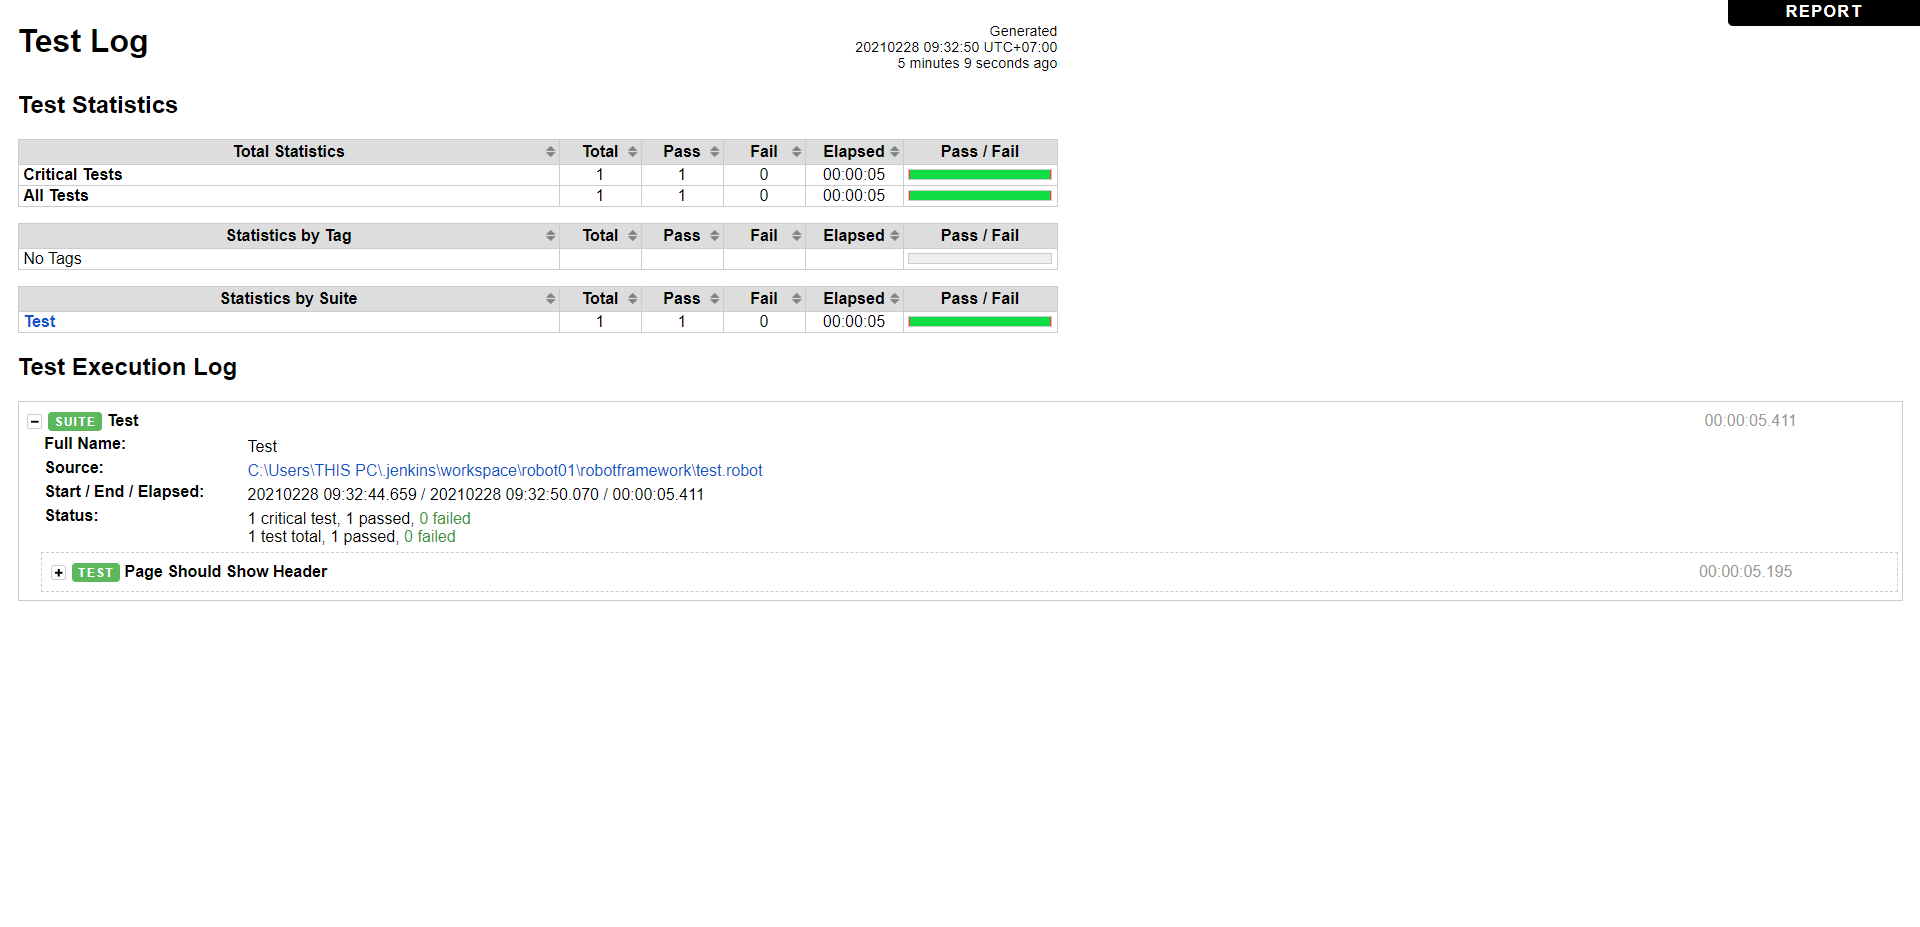 REPORT
Test Log
Generated
20210228 09:32:50 UTC+07:00
5 minutes 9 seconds ago
Test Statistics
Total Statistics Total Pass Fail Elapsed Pass / Fail
Critical Tests 1 1 0 00:00:05
All Tests 1 1 0 00:00:05
Statistics by Tag Total Pass Fail Elapsed Pass / Fail
No Tags
Statistics by Suite Total Pass Fail Elapsed Pass / Fail
Test 1 1 0 00:00:05
Test Execution Log
SUITE Test 00:00:05.411
Full Name: Test
Source: C:\Users\THIS PC\.jenkins\workspace\robot01\robotframework\test.robot
Start / End / Elapsed: 20210228 09:32:44.659 / 20210228 09:32:50.070 / 00:00:05.411
Status: 1 critical test, 1 passed, 0 failed
1 test total, 1 passed, 0 failed
TEST Page Should Show Header 00:00:05.195